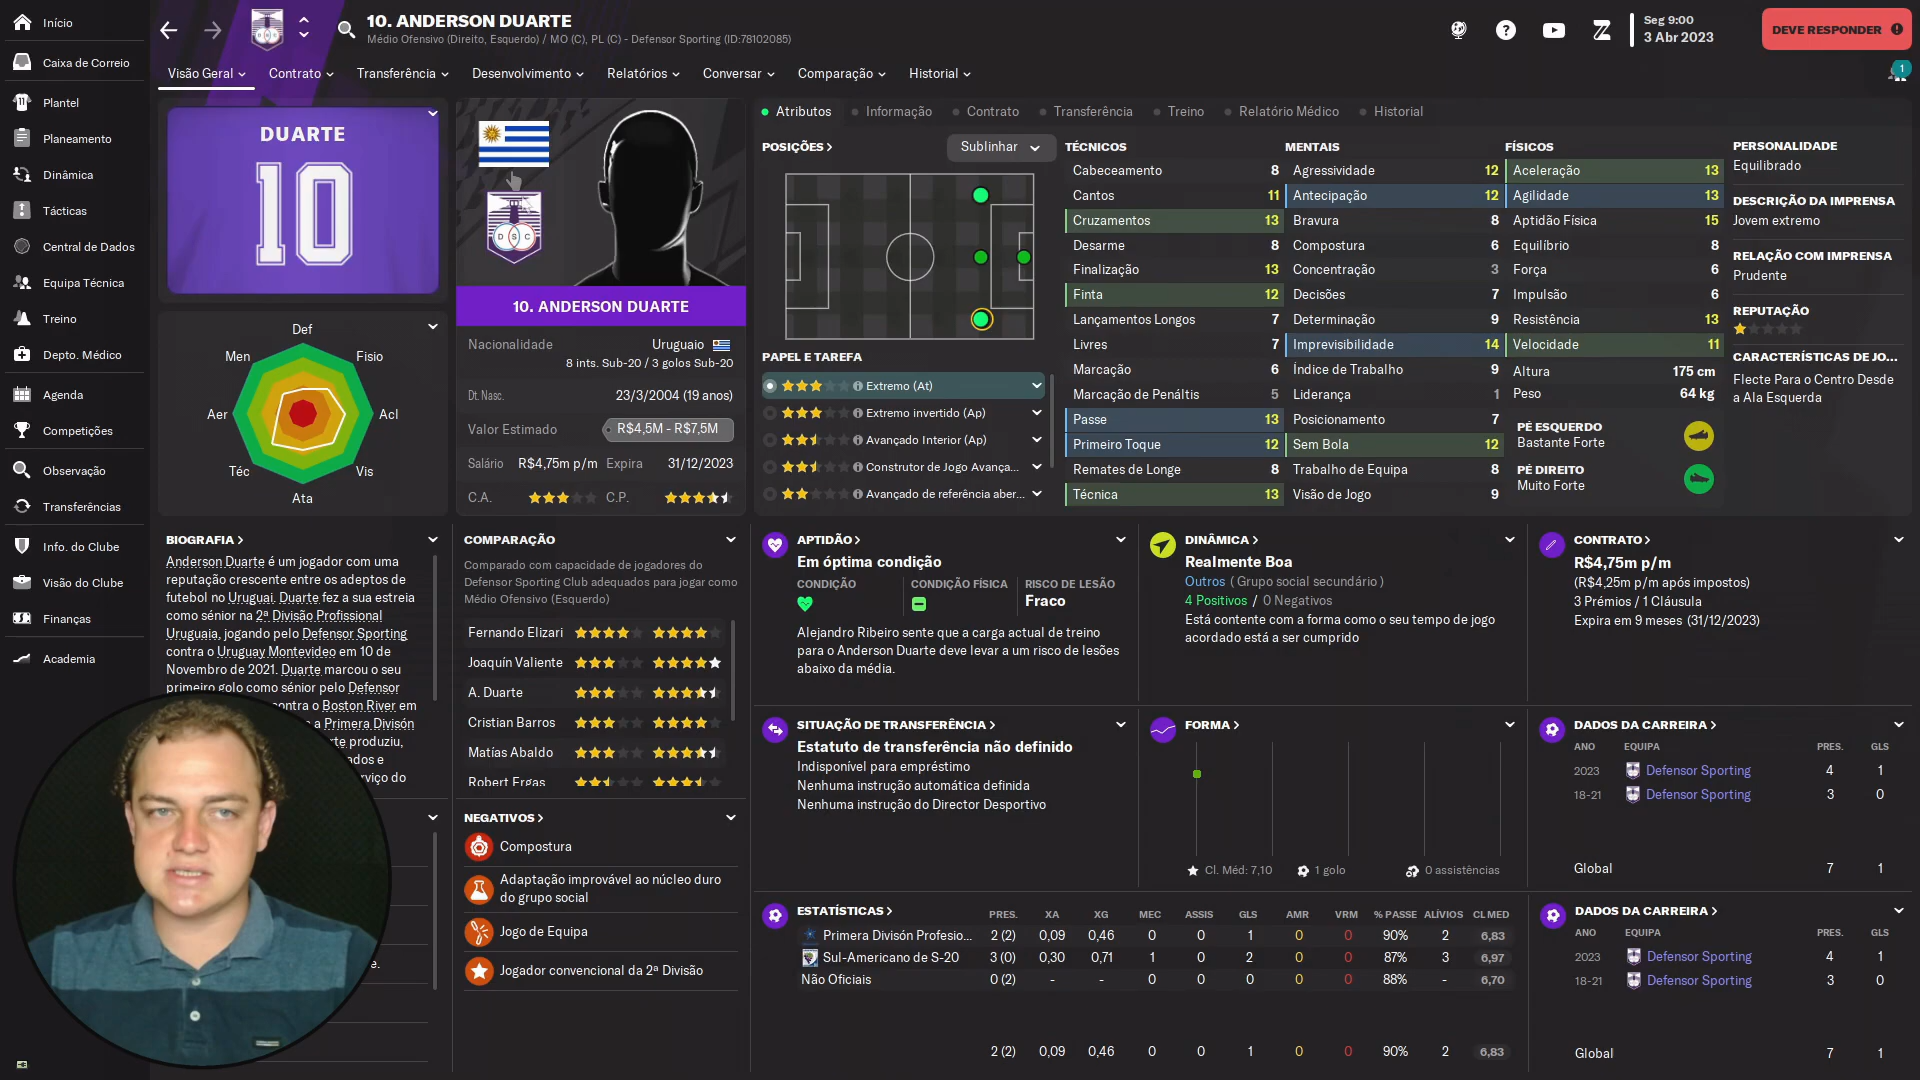 Início
Caixa de Correio
Plantel
Planeamento
Dinâmica
Tácticas
Central de Dados
Equipa Técnica
Treino
Depto. Médico
Agenda
Competições
Observação
Transferências
Info. do Clube
Visão do Clube
Finanças
Academia
10. ANDERSON DUARTE
Médio Ofensivo (Direito, Esquerdo) / MO (C), PL (C) - Defensor Sporting (ID:78102085)
Seg 9:00
3 Abr 2023
DEVE RESPONDER
1
Visão Geral
Contrato
Transferência
Desenvolvimento
Relatórios
Conversar
Comparação
Historial
DUARTE
10
Def
Men
Fisio
Aer
Acl
Téc
Vis
Ata
DSC
10. ANDERSON DUARTE
Nacionalidade Uruguaio
8 ints. Sub-20 / 3 golos Sub-20
Dt. Nasc. 23/3/2004 (19 anos)
Valor Estimado R$4,5M - R$7,5M
Salário R$4,75m p/m Expira 31/12/2023
C.A. C.P.
Atributos Informação Contrato Transferência Treino Relatório Médico Historial
POSIÇÕES
Sublinhar
PAPEL E TAREFA
Extremo (At)
Extremo invertido (Ap)
Avançado Interior (Ap)
Construtor de Jogo Avança...
Avançado de referência aber...
TÉCNICOS
Cabeceamento 8
Cantos 11
Cruzamentos 13
Desarme 8
Finalização 13
Finta 12
Lançamentos Longos 7
Livres 7
Marcação 6
Marcação de Penáltis 5
Passe 13
Primeiro Toque 12
Remates de Longe 8
Técnica 13
MENTAIS
Agressividade 12
Antecipação 12
Bravura 8
Compostura 6
Concentração 3
Decisões 7
Determinação 9
Imprevisibilidade 14
Índice de Trabalho 9
Liderança 1
Posicionamento 7
Sem Bola 12
Trabalho de Equipa 8
Visão de Jogo 9
FÍSICOS
Aceleração 13
Agilidade 13
Aptidão Física 15
Equilíbrio 8
Força 6
Impulsão 6
Resistência 13
Velocidade 11
Altura 175 cm
Peso 64 kg
PÉ ESQUERDO
Bastante Forte
PÉ DIREITO
Muito Forte
PERSONALIDADE
Equilibrado
DESCRIÇÃO DA IMPRENSA
Jovem extremo
RELAÇÃO COM IMPRENSA
Prudente
REPUTAÇÃO
CARACTERÍSTICAS DE JO...
Flecte Para o Centro Desde
a Ala Esquerda
BIOGRAFIA
Anderson Duarte é um jogador com uma
reputação crescente entre os adeptos de
futebol no Uruguai. Duarte fez a sua estreia
como sénior na 2ª Divisão Profissional
Uruguaia, jogando pelo Defensor Sporting
contra o Uruguay Montevideo em 10 de
Novembro de 2021. Duarte marcou o seu
primeiro golo como sénior pelo Defensor
contra o Boston River em
a Primera Divisón
produziu,
e
COMPARAÇÃO
Comparado com capacidade de jogadores do
Defensor Sporting Club adequados para jogar como
Médio Ofensivo (Esquerdo)
Fernando Elizari
Joaquín Valiente
A. Duarte
Cristian Barros
Matías Abaldo
Robert Ergas
NEGATIVOS
Compostura
Adaptação improvável ao núcleo duro
do grupo social
Jogo de Equipa
Jogador convencional da 2ª Divisão
APTIDÃO
Em óptima condição
CONDIÇÃO
CONDIÇÃO FÍSICA
RISCO DE LESÃO
Fraco
Alejandro Ribeiro sente que a carga actual de treino
para o Anderson Duarte deve levar a um risco de lesões
abaixo da média.
DINÂMICA
Realmente Boa
Outros ( Grupo social secundário )
4 Positivos / 0 Negativos
Está contente com a forma como o seu tempo de jogo
acordado está a ser cumprido
CONTRATO
R$4,75m p/m
(R$4,25m p/m após impostos)
3 Prémios / 1 Cláusula
Expira em 9 meses (31/12/2023)
SITUAÇÃO DE TRANSFERÊNCIA
Estatuto de transferência não definido
Indisponível para empréstimo
Nenhuma instrução automática definida
Nenhuma instrução do Director Desportivo
FORMA
Cl. Méd: 7,10 1 golo 0 assistências
DADOS DA CARREIRA
ANO EQUIPA PRES. GLS
2023 Defensor Sporting 4 1
18-21 Defensor Sporting 3 0
Global 7 1
ESTATÍSTICAS PRES. XA XG MEC ASSIS GLS AMR VRM % PASSE ALÍVIOS CL MED
Primera Divisón Profesio... 2 (2) 0,09 0,46 0 0 1 0 0 90% 2 6,83
Sul-Americano de S-20 3 (0) 0,30 0,71 1 0 2 0 0 87% 3 6,97
Não Oficiais 0 (2) - - 0 0 0 0 0 88% - 6,70
2 (2) 0,09 0,46 0 0 1 0 0 90% 2 6,83
DADOS DA CARREIRA
ANO EQUIPA PRES. GLS
2023 Defensor Sporting 4 1
18-21 Defensor Sporting 3 0
Global 7 1